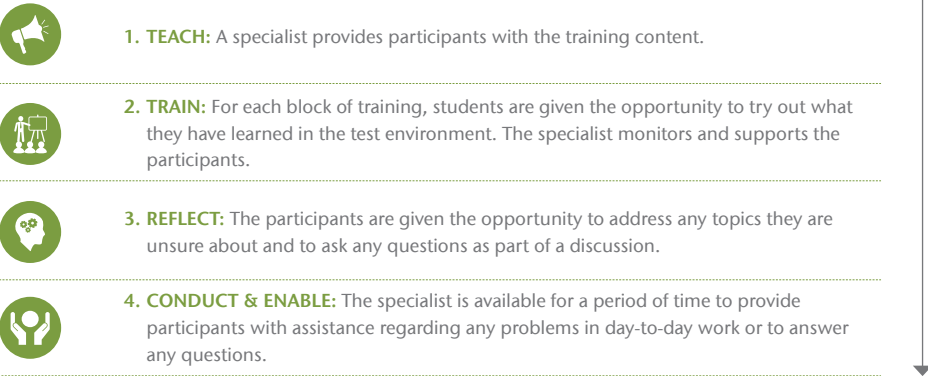 1. TEACH: A specialist provides participants with the training content.
2. TRAIN: For each block of training, students are given the opportunity to try out what
they have learned in the test environment. The specialist monitors and supports the
participants.
3. REFLECT: The participants are given the opportunity to address any topics they are
unsure about and to ask any questions as part of a discussion.
4. CONDUCT & ENABLE: The specialist is available for a period of time to provide
participants with assistance regarding any problems in day-to-day work or to answer
any questions.